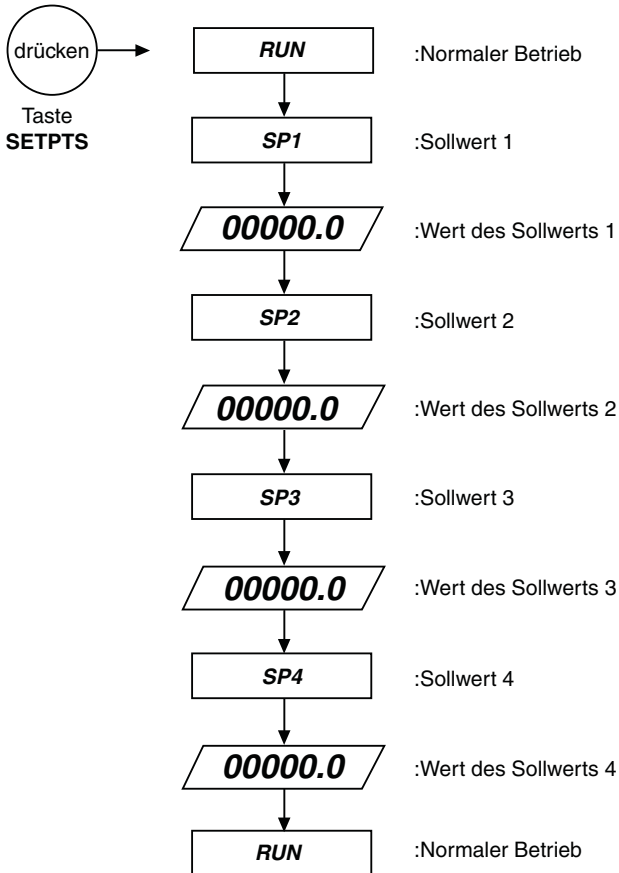 drücken
Taste
SETPTS
RUN :Normaler Betrieb
SP1 :Sollwert 1
00000.0 :Wert des Sollwerts 1
SP2 :Sollwert 2
00000.0 :Wert des Sollwerts 2
SP3 :Sollwert 3
00000.0 :Wert des Sollwerts 3
SP4 :Sollwert 4
00000.0 :Wert des Sollwerts 4
RUN :Normaler Betrieb